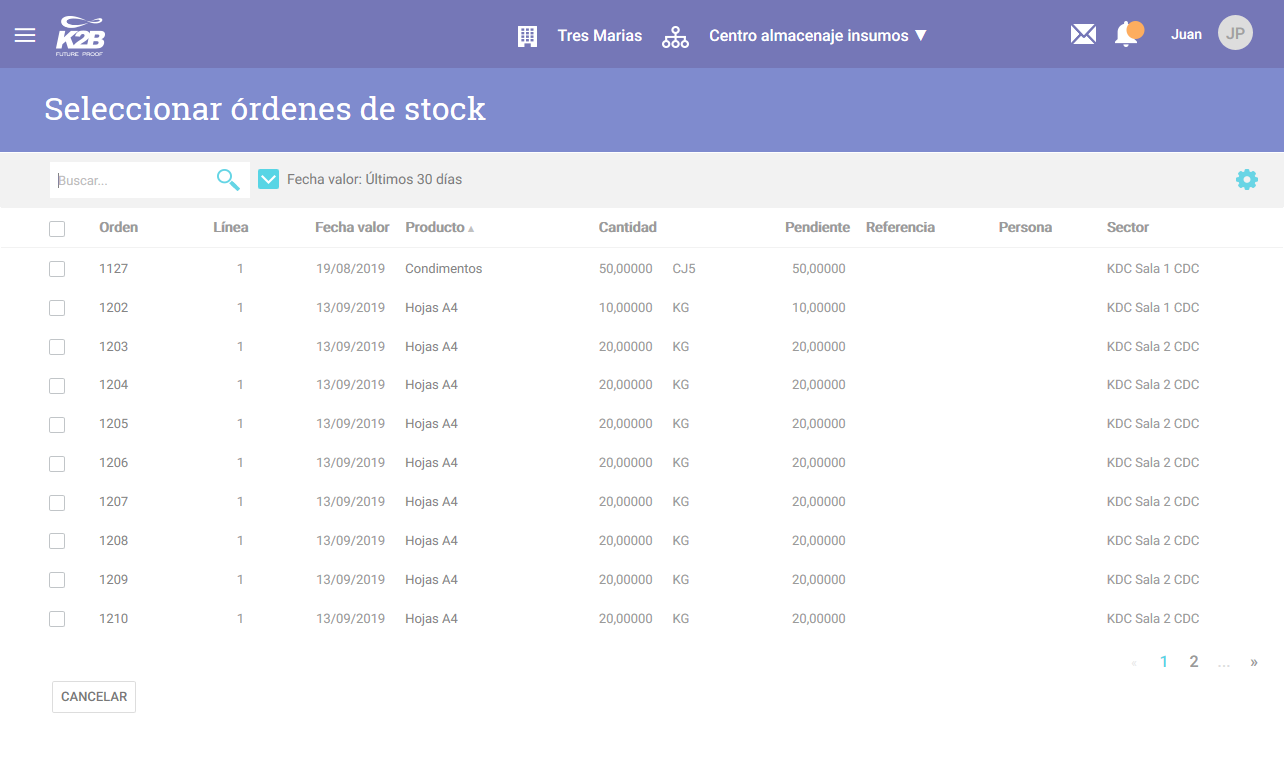 K2B
FUTURE PROOF
Tres Marias Centro almacenaje insumos ▼ Juan JP
Seleccionar órdenes de stock
Buscar... Fecha valor: Últimos 30 días
Orden Línea Fecha valor Producto ▲ Cantidad Pendiente Referencia Persona Sector
1127 1 19/08/2019 Condimentos 50,00000 CJ5 50,00000 KDC Sala 1 CDC
1202 1 13/09/2019 Hojas A4 10,00000 KG 10,00000 KDC Sala 1 CDC
1203 1 13/09/2019 Hojas A4 20,00000 KG 20,00000 KDC Sala 2 CDC
1204 1 13/09/2019 Hojas A4 20,00000 KG 20,00000 KDC Sala 2 CDC
1205 1 13/09/2019 Hojas A4 20,00000 KG 20,00000 KDC Sala 2 CDC
1206 1 13/09/2019 Hojas A4 20,00000 KG 20,00000 KDC Sala 2 CDC
1207 1 13/09/2019 Hojas A4 20,00000 KG 20,00000 KDC Sala 2 CDC
1208 1 13/09/2019 Hojas A4 20,00000 KG 20,00000 KDC Sala 2 CDC
1209 1 13/09/2019 Hojas A4 20,00000 KG 20,00000 KDC Sala 2 CDC
1210 1 13/09/2019 Hojas A4 20,00000 KG 20,00000 KDC Sala 2 CDC
« 1 2 ... »
CANCELAR